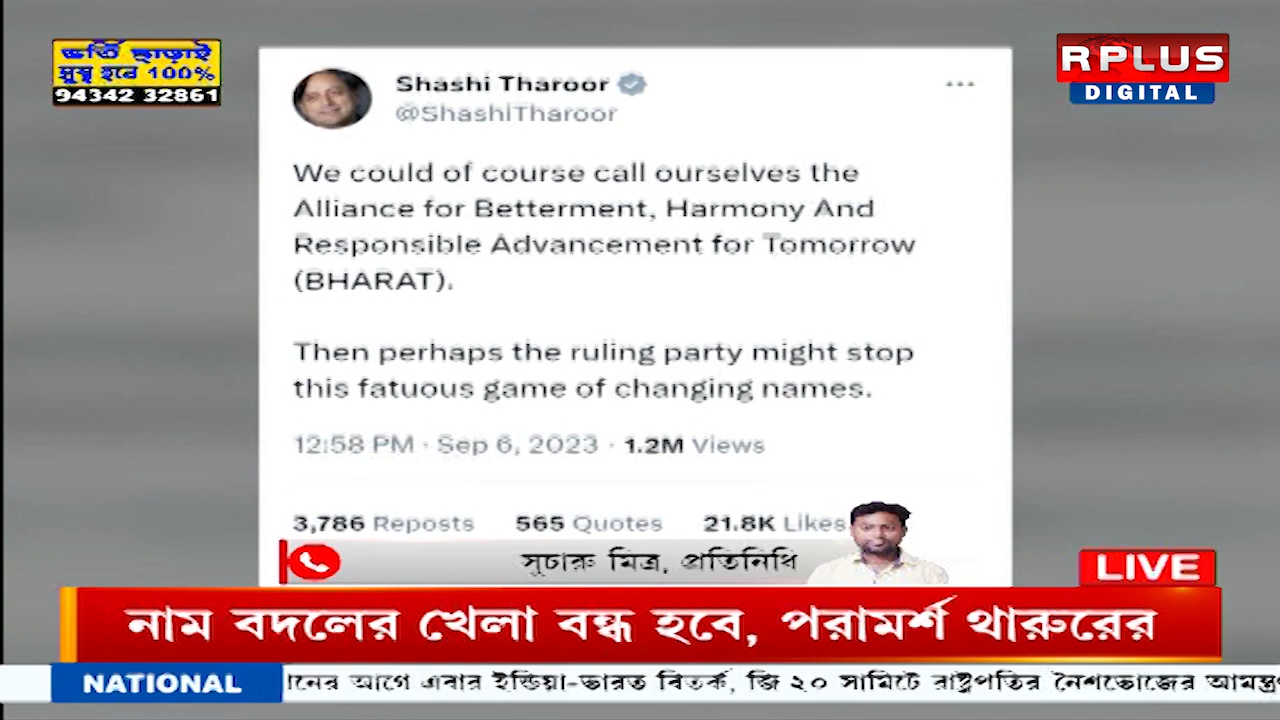 ভর্তি ছাড়াই
সুস্থ হবে 100%
94342 32861
RPLUS
DIGITAL
Shashi Tharoor
@ShashiTharoor
We could of course call ourselves the
Alliance for Betterment, Harmony And
Responsible Advancement for Tomorrow
(BHARAT).
Then perhaps the ruling party might stop
this fatuous game of changing names.
12:58 PM · Sep 6, 2023 · 1.2M Views
3,786 Reposts 565 Quotes 21.8K Likes
সুচারু মিত্র, প্রতিনিধি
LIVE
নাম বদলের খেলা বন্ধ হবে, পরামর্শ থারুরের
NATIONAL
নের আগে এবার ইন্ডিয়া-ভারত বিতর্ক, জি ২০ সামিটে রাষ্ট্রপতির নৈশভোজের